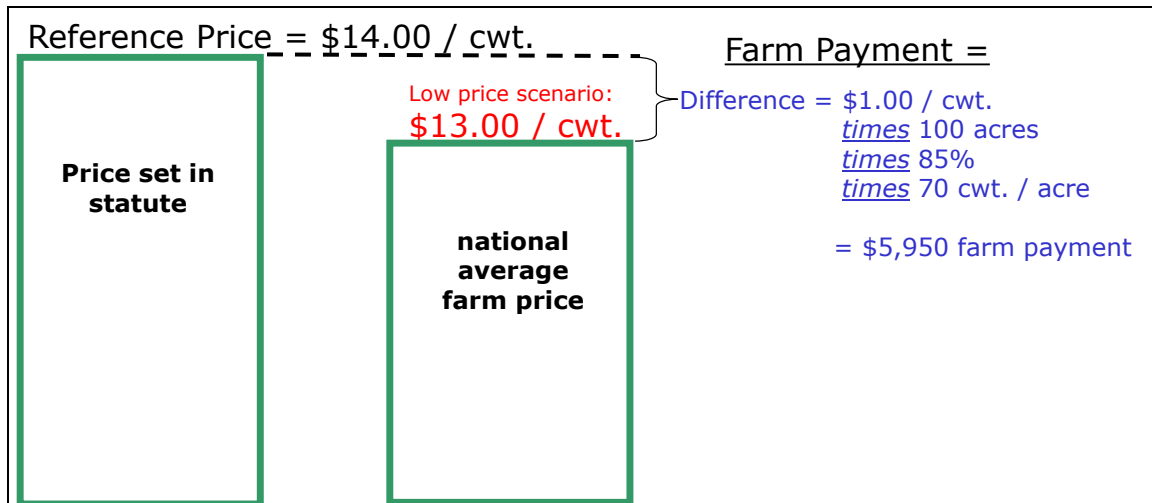 Reference Price = $14.00 / cwt.
Price set in
statute
Low price scenario:
$13.00 / cwt.
national
average
farm price
Farm Payment =
Difference = $1.00 / cwt.
times 100 acres
times 85%
times 70 cwt. / acre
= $5,950 farm payment